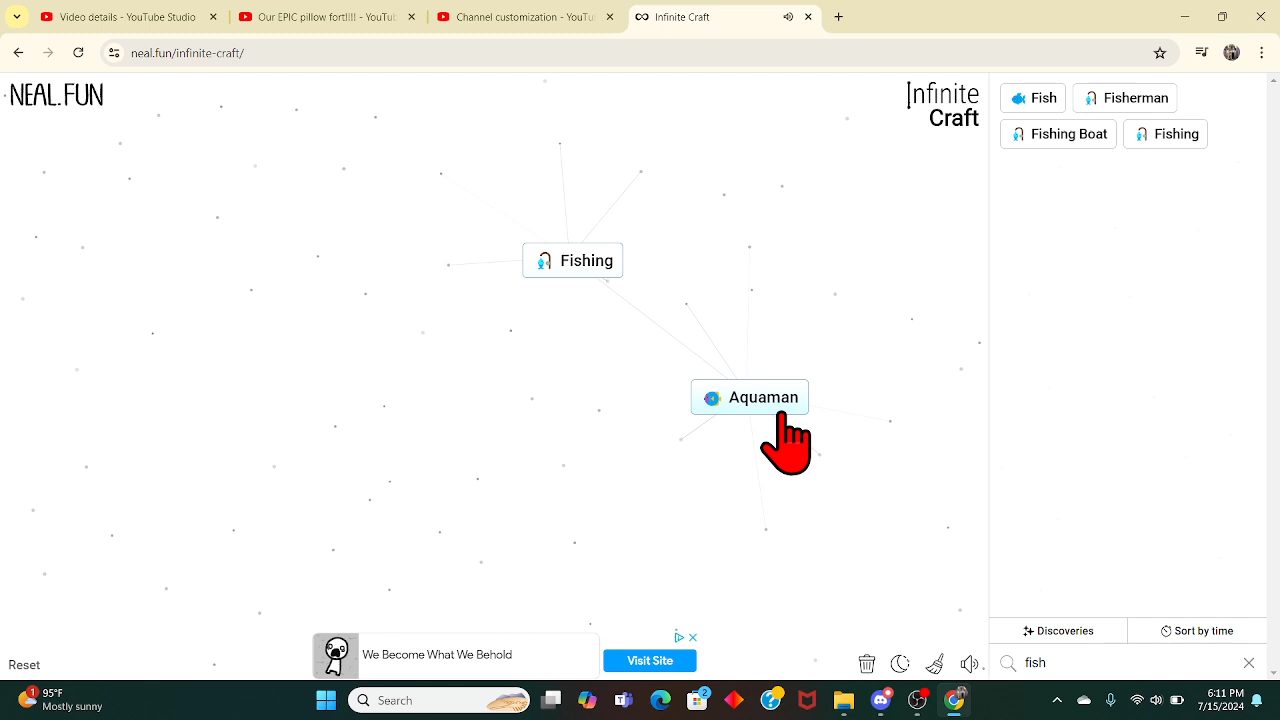 Video details - YouTube Studio
Our EPIC pillow fort!!!! - YouTub
Channel customization - YouTu
Infinite Craft
neal.fun/infinite-craft/
NEAL.FUN
Infinite
Craft
Fish
Fisherman
Fishing Boat
Fishing
Fishing
Aquaman
We Become What We Behold
Visit Site
Discoveries
Sort by time
Reset
fish
1
95°F
Mostly sunny
Search
2
6:11 PM
7/15/2024